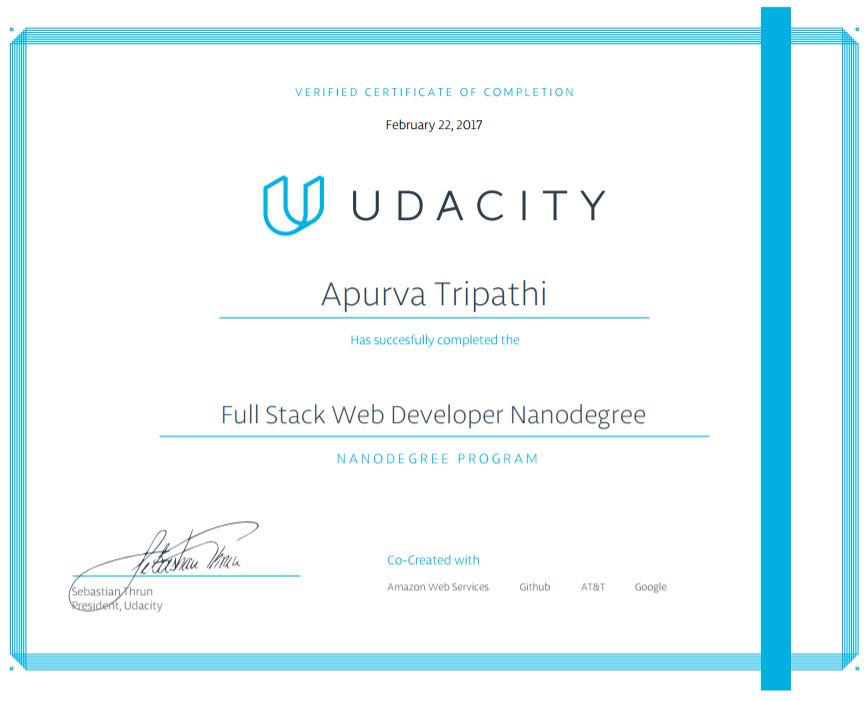 VERIFIED CERTIFICATE OF COMPLETION
February 22, 2017
UDACITY
Apurva Tripathi
Has succesfully completed the
Full Stack Web Developer Nanodegree
NANODEGREE PROGRAM
Sebastian Thrun
Sebastian Thrun
President, Udacity
Co-Created with
Amazon Web Services Github AT&T Google